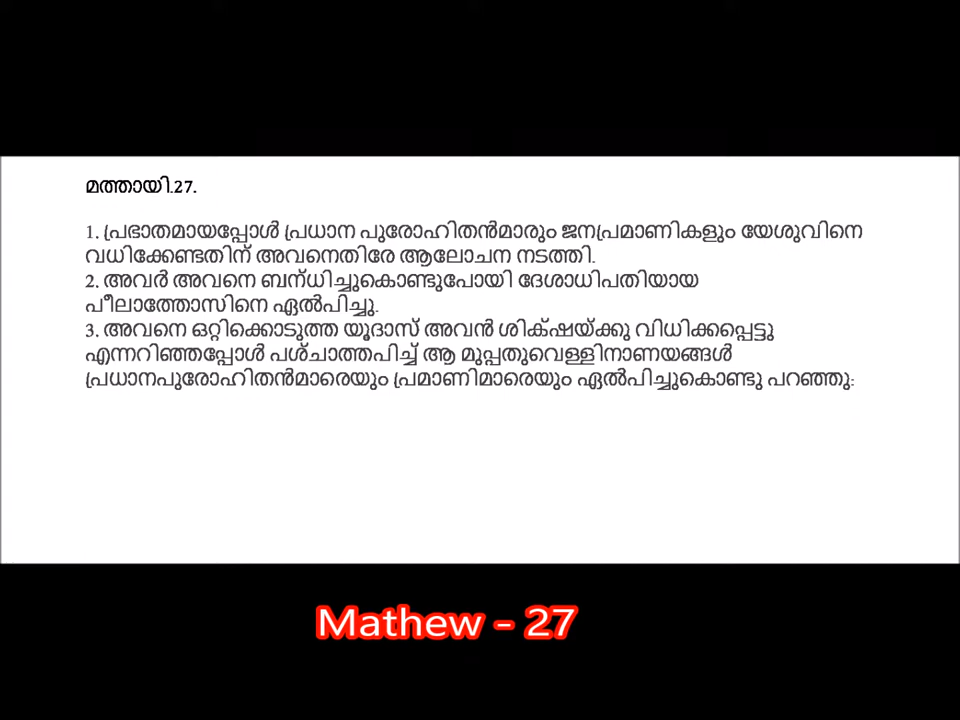 മത്തായി.27.
1. പ്രഭാതമായപ്പോൾ പ്രധാന പുരോഹിതൻമാരും ജനപ്രമാണികളും യേശുവിനെ
വധിക്കേണ്ടതിന് അവനെതിരേ ആലോചന നടത്തി.
2. അവർ അവനെ ബന്ധിച്ചുകൊണ്ടുപോയി ദേശാധിപതിയായ
പീലാത്തോസിനെ ഏൽപിച്ചു.
3. അവനെ ഒറ്റിക്കൊടുത്ത യൂദാസ് അവൻ ശിക്ഷയ്ക്കു വിധിക്കപ്പെട്ടു
എന്നറിഞ്ഞപ്പോൾ പശ്ചാത്തപിച്ച് ആ മുപ്പതുവെള്ളിനാണയങ്ങൾ
പ്രധാനപുരോഹിതൻമാരെയും പ്രമാണിമാരെയും ഏൽപിച്ചുകൊണ്ടു പറഞ്ഞു:
Mathew - 27